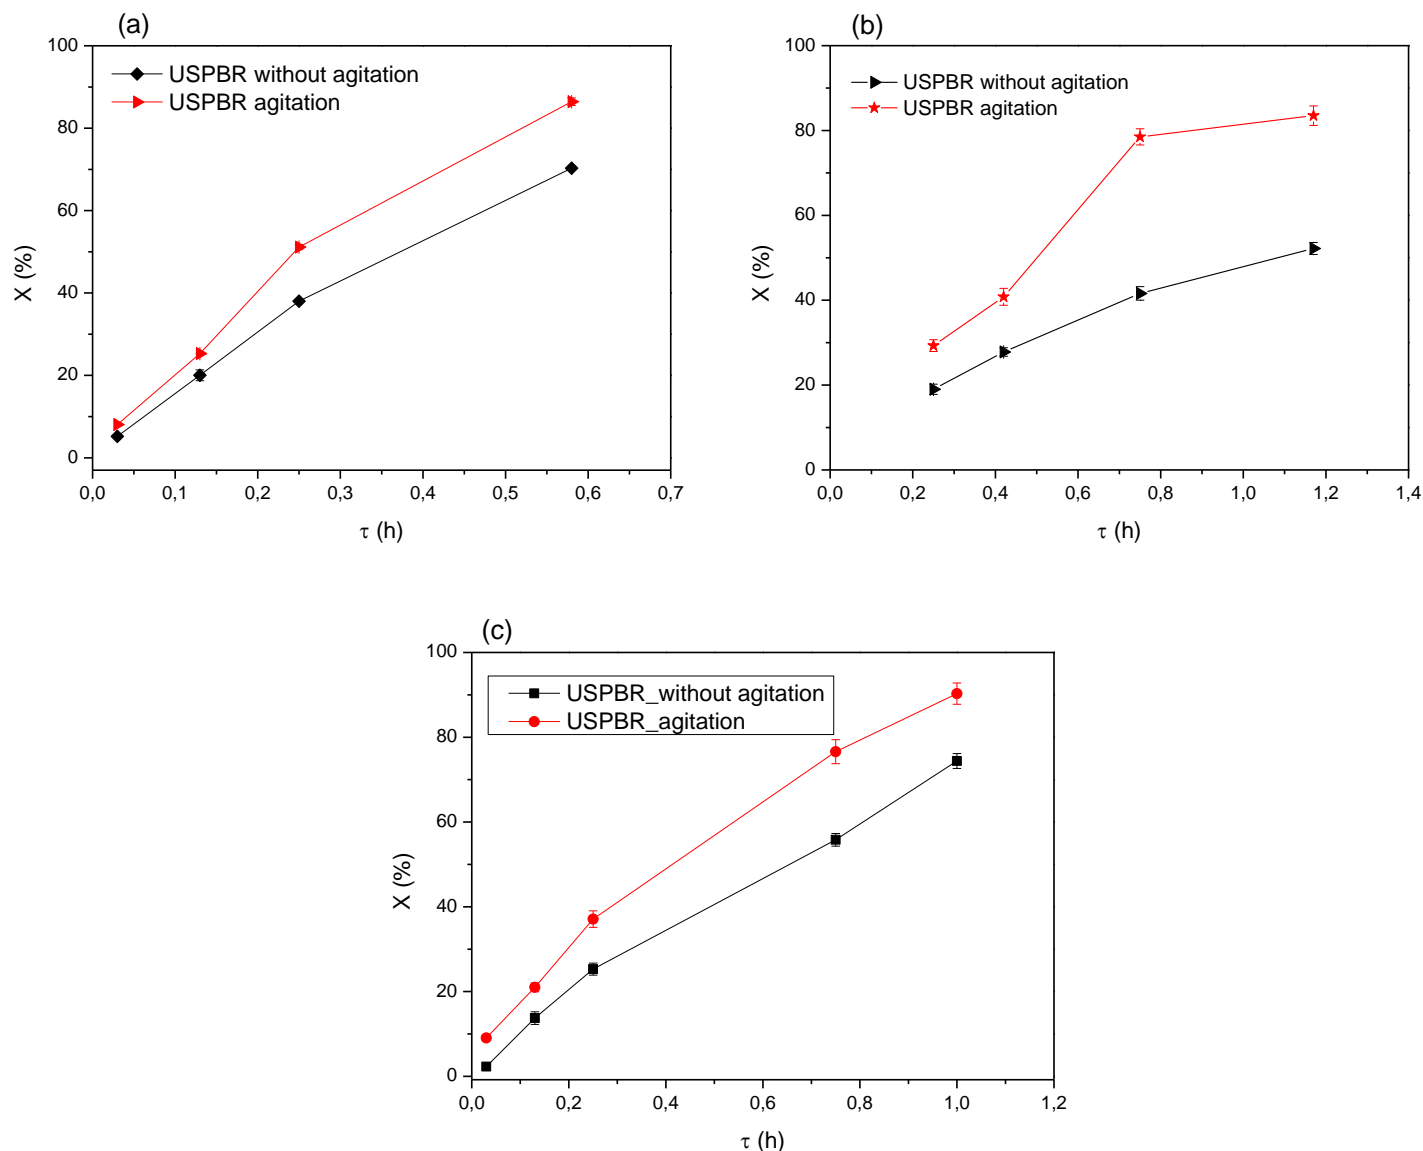 (a)
100
80
60
40
20
0
X (%)
USPBR without agitation
USPBR agitation
0,0 0,1 0,2 0,3 0,4 0,5 0,6 0,7
τ (h)
(b)
100
80
60
40
20
0
X (%)
USPBR without agitation
USPBR agitation
0,0 0,2 0,4 0,6 0,8 1,0 1,2 1,4
τ (h)
(c)
100
80
60
40
20
0
X (%)
USPBR_without agitation
USPBR_agitation
0,0 0,2 0,4 0,6 0,8 1,0 1,2
τ (h)